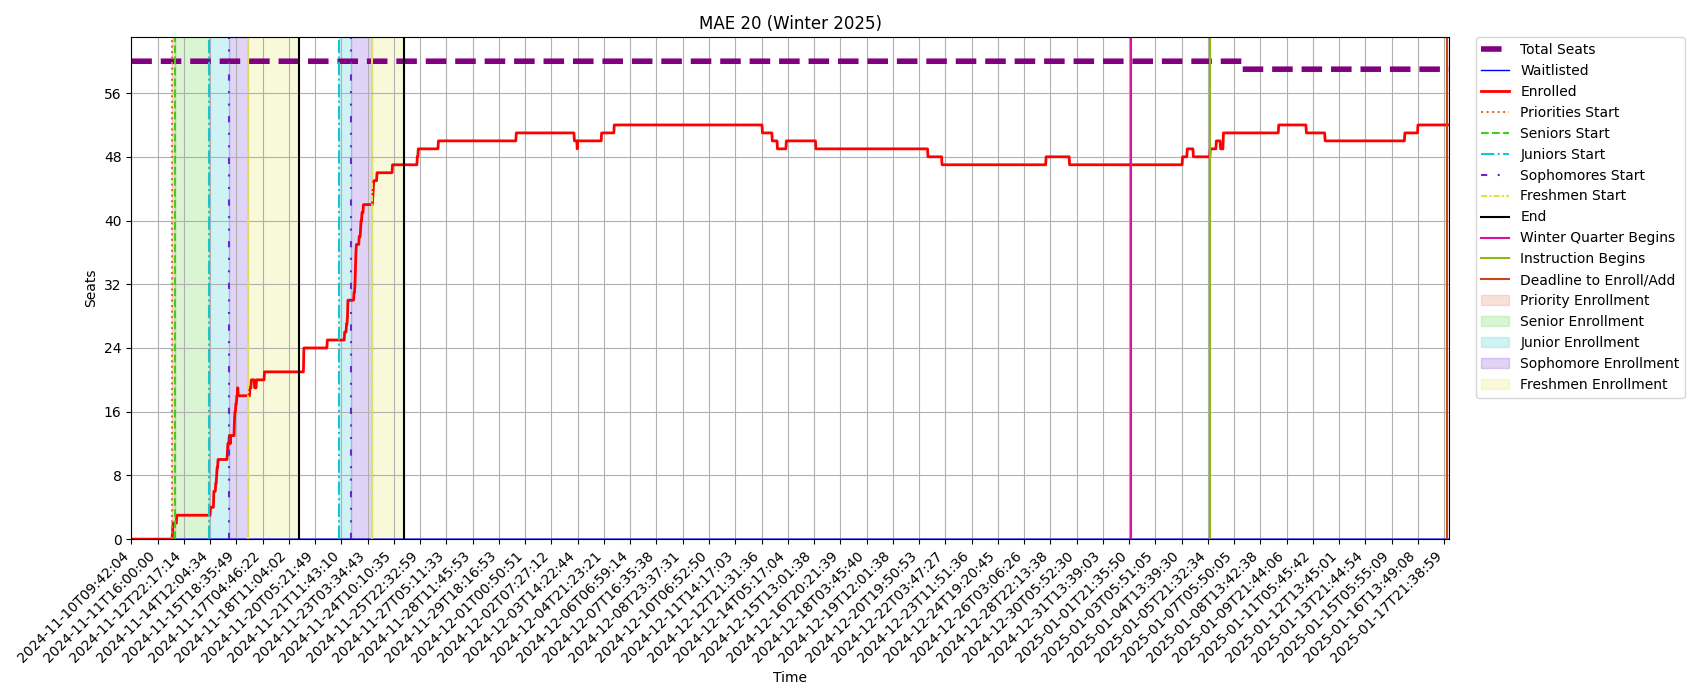 MAE 20 (Winter 2025)
Seats
56
48
40
32
24
16
8
0
2024-11-10T09:42:04
2024-11-11T16:00:00
2024-11-12T22:17:14
2024-11-14T12:04:34
2024-11-15T18:35:49
2024-11-17T04:46:22
2024-11-18T11:04:02
2024-11-20T05:21:49
2024-11-21T11:43:10
2024-11-23T03:34:43
2024-11-24T10:10:35
2024-11-25T22:32:59
2024-11-27T05:11:33
2024-11-28T11:45:53
2024-11-29T18:16:53
2024-12-01T00:50:51
2024-12-02T07:27:12
2024-12-03T14:22:44
2024-12-04T21:23:21
2024-12-06T06:59:14
2024-12-07T16:35:38
2024-12-08T23:37:31
2024-12-10T06:52:50
2024-12-11T14:17:03
2024-12-12T21:31:36
2024-12-14T05:17:04
2024-12-15T13:01:38
2024-12-16T20:21:39
2024-12-18T03:45:40
2024-12-19T12:01:38
2024-12-20T19:50:53
2024-12-22T03:47:27
2024-12-23T11:51:36
2024-12-24T19:20:45
2024-12-26T03:06:26
2024-12-28T22:13:38
2024-12-30T05:52:30
2024-12-31T13:39:03
2025-01-01T21:35:50
2025-01-03T05:51:05
2025-01-04T13:39:30
2025-01-05T21:32:34
2025-01-07T05:50:05
2025-01-08T13:42:38
2025-01-09T21:44:06
2025-01-11T05:45:42
2025-01-12T13:45:01
2025-01-13T21:44:54
2025-01-15T05:55:09
2025-01-16T13:49:08
2025-01-17T21:38:59
Time
Total Seats
Waitlisted
Enrolled
Priorities Start
Seniors Start
Juniors Start
Sophomores Start
Freshmen Start
End
Winter Quarter Begins
Instruction Begins
Deadline to Enroll/Add
Priority Enrollment
Senior Enrollment
Junior Enrollment
Sophomore Enrollment
Freshmen Enrollment